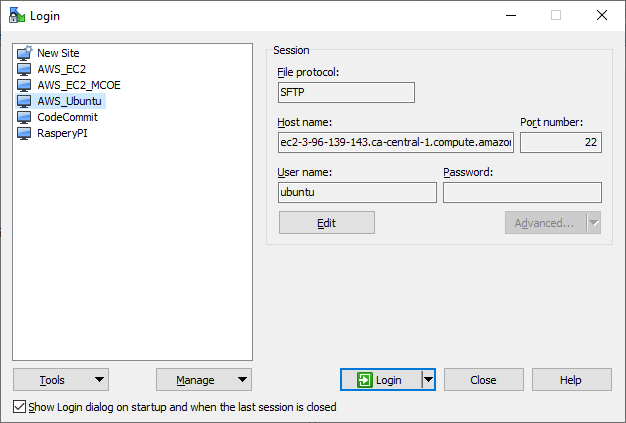 Login
New Site
AWS_EC2
AWS_EC2_MCOE
AWS_Ubuntu
CodeCommit
RasperyPI
Session
File protocol:
SFTP
Host name: Port number:
ec2-3-96-139-143.ca-central-1.compute.amazon 22
User name: Password:
ubuntu
Edit Advanced...
Tools Manage Login Close Help
Show Login dialog on startup and when the last session is closed